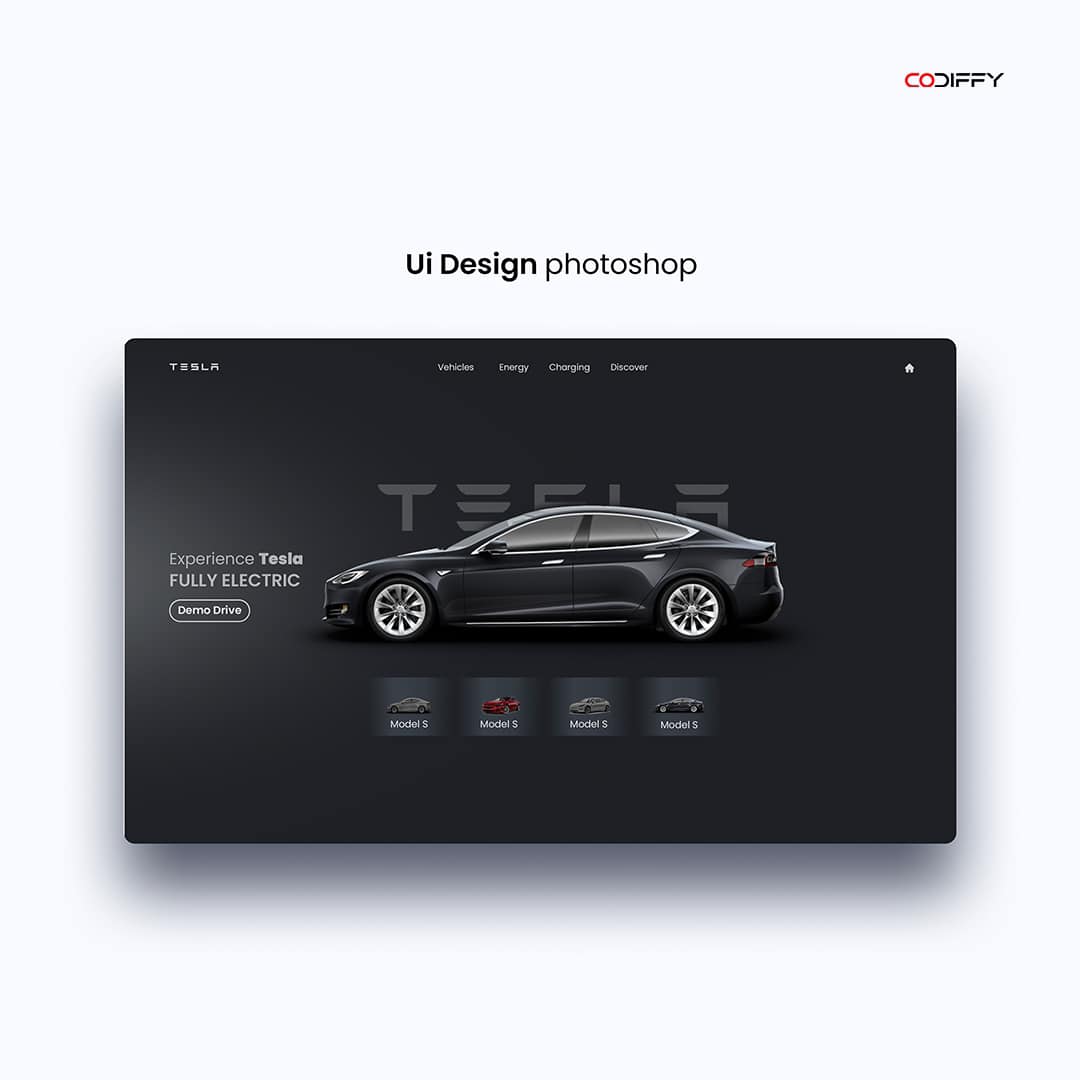 CODIFFY
Ui Design photoshop
TESLA
Vehicles Energy Charging Discover
TESLA
Experience Tesla
FULLY ELECTRIC
Demo Drive
Model S Model S Model S Model S